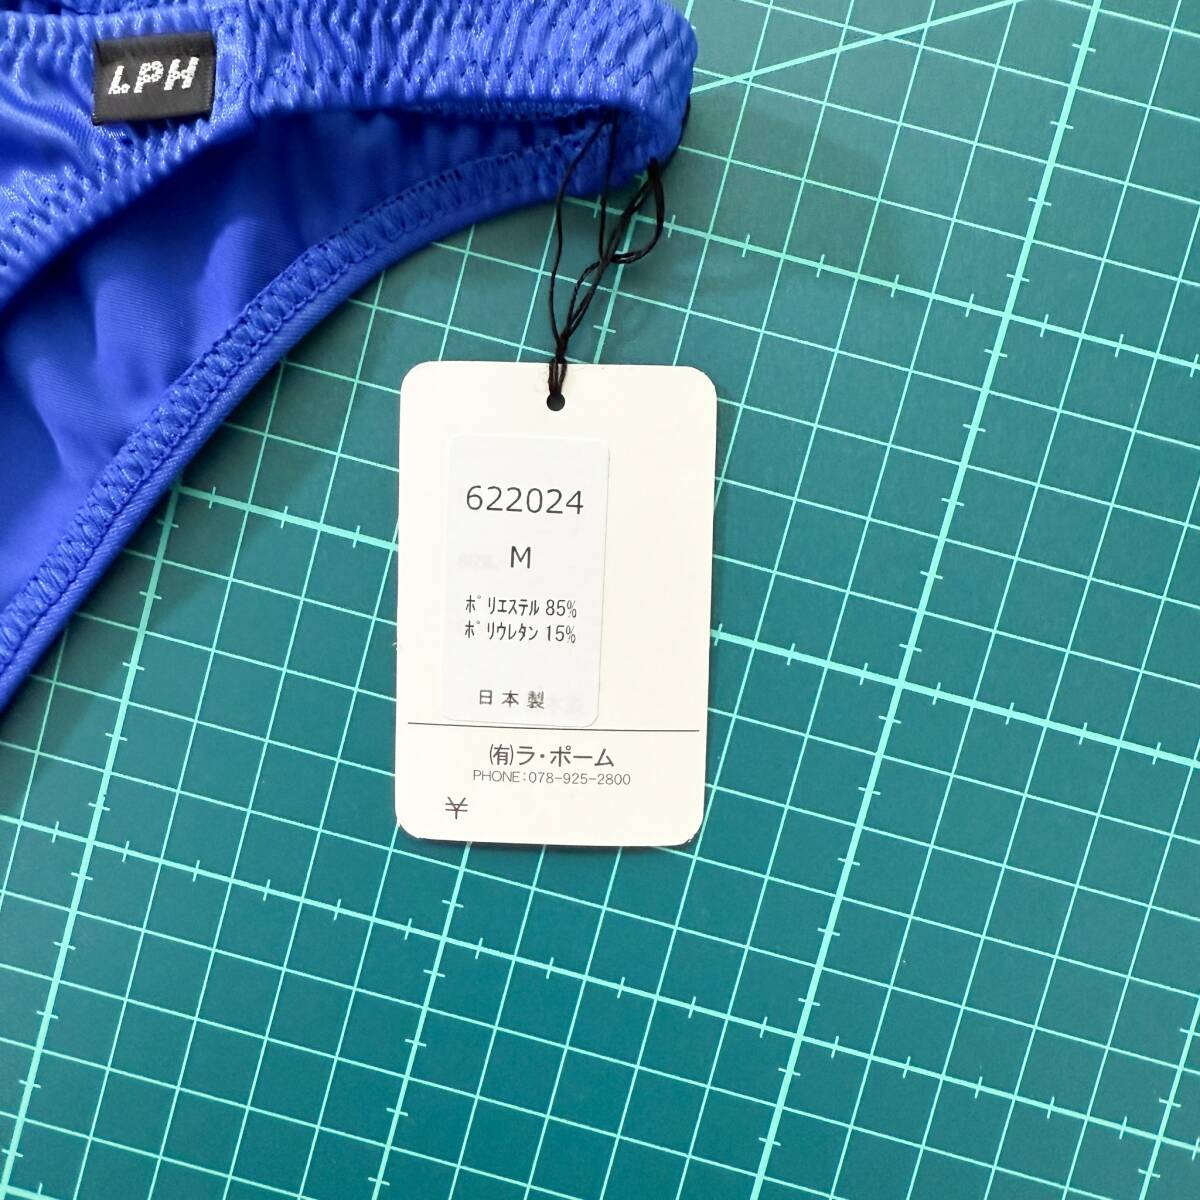 LPH
622024
M
ポリエステル 85%
ポリウレタン 15%
日本製
(有)ラ・ポーム
PHONE:078-925-2800
¥